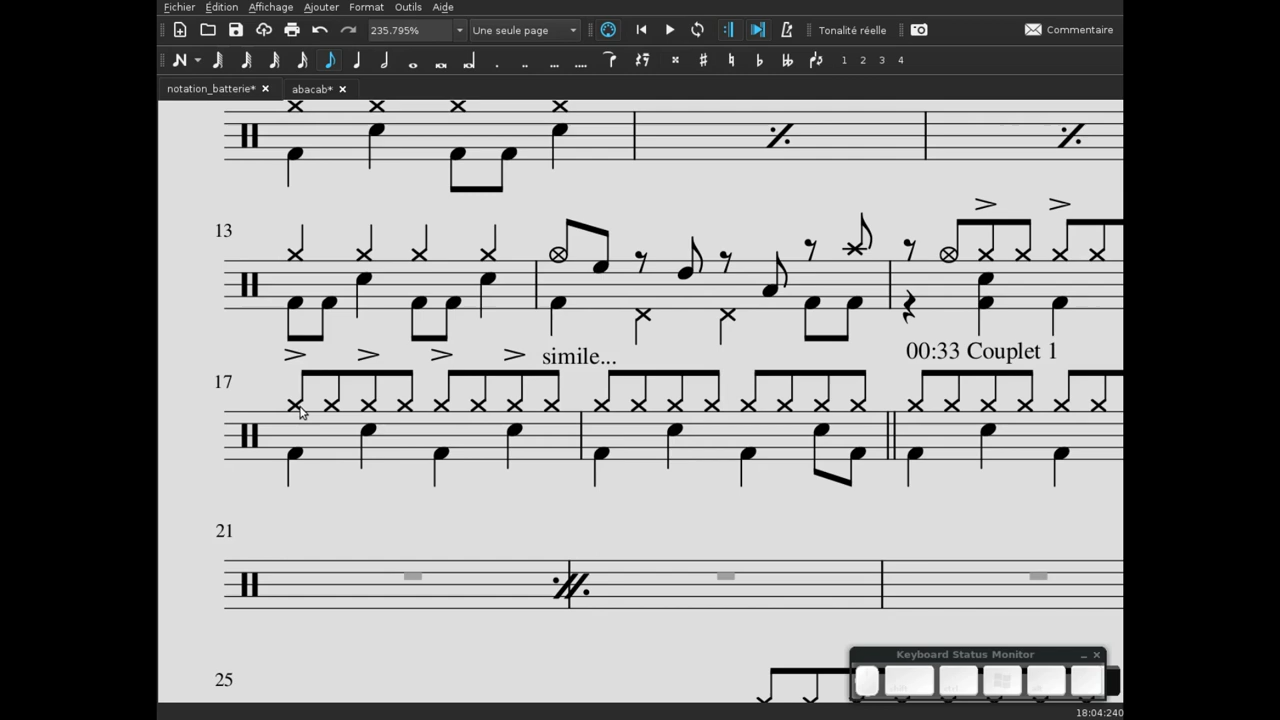 Fichier Édition Affichage Ajouter Format Outils Aide
235.795% Une seule page Tonalité réelle Commentaire
1 2 3 4
notation_batterie* abacab*
13
simile... 00:33 Couplet 1
17
21
25
Keyboard Status Monitor
18:04:240